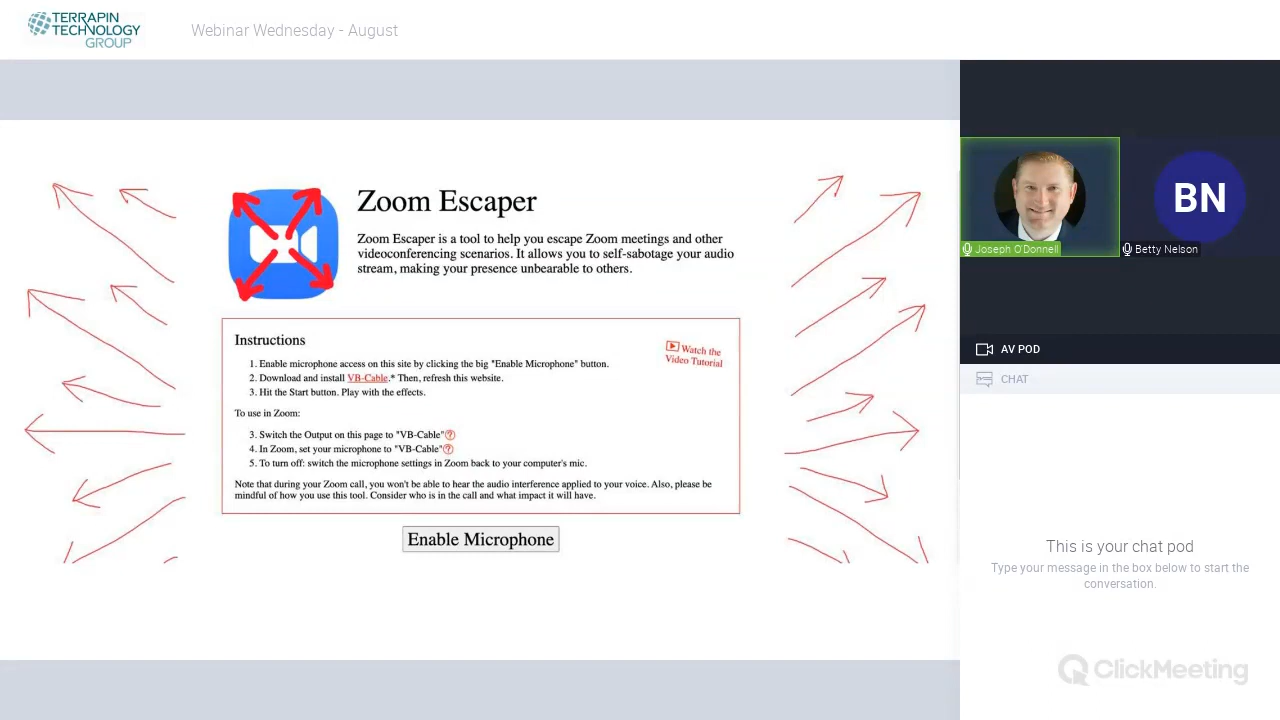 TERRAPIN
TECHNOLOGY
GROUP
Webinar Wednesday - August
Zoom Escaper
Zoom Escaper is a tool to help you escape Zoom meetings and other
videoconferencing scenarios. It allows you to self-sabotage your audio
stream, making your presence unbearable to others.
Instructions
Watch the
Video Tutorial
1. Enable microphone access on this site by clicking the big "Enable Microphone" button.
2. Download and install VB-Cable.* Then, refresh this website.
3. Hit the Start button. Play with the effects.
To use in Zoom:
3. Switch the Output on this page to "VB-Cable"?
4. In Zoom, set your microphone to "VB-Cable"?
5. To turn off: switch the microphone settings in Zoom back to your computer's mic.
Note that during your Zoom call, you won't be able to hear the audio interference applied to your voice. Also, please be
mindful of how you use this tool. Consider who is in the call and what impact it will have.
Enable Microphone
BN
Joseph O'Donnell
Betty Nelson
AV POD
CHAT
This is your chat pod
Type your message in the box below to start the
conversation.
ClickMeeting